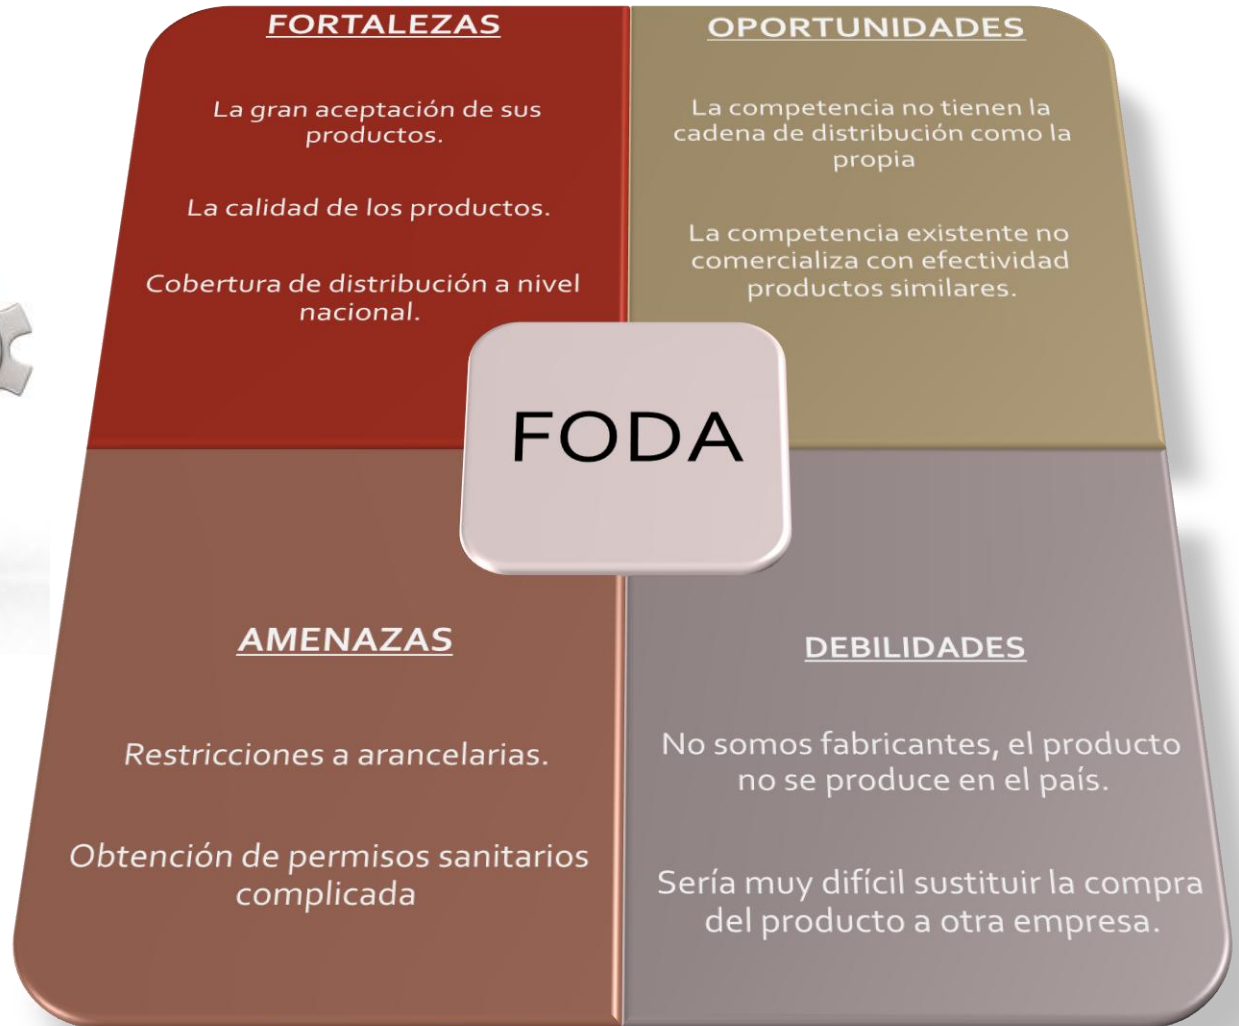 FORTALEZAS
La gran aceptación de sus
productos.
La calidad de los productos.
Cobertura de distribución a nivel
nacional.
OPORTUNIDADES
La competencia no tienen la
cadena de distribución como la
propia
La competencia existente no
comercializa con efectividad
productos similares.
FODA
AMENAZAS
Restricciones a arancelarias.
Obtención de permisos sanitarios
complicada
DEBILIDADES
No somos fabricantes, el producto
no se produce en el país.
Sería muy difícil sustituir la compra
del producto a otra empresa.